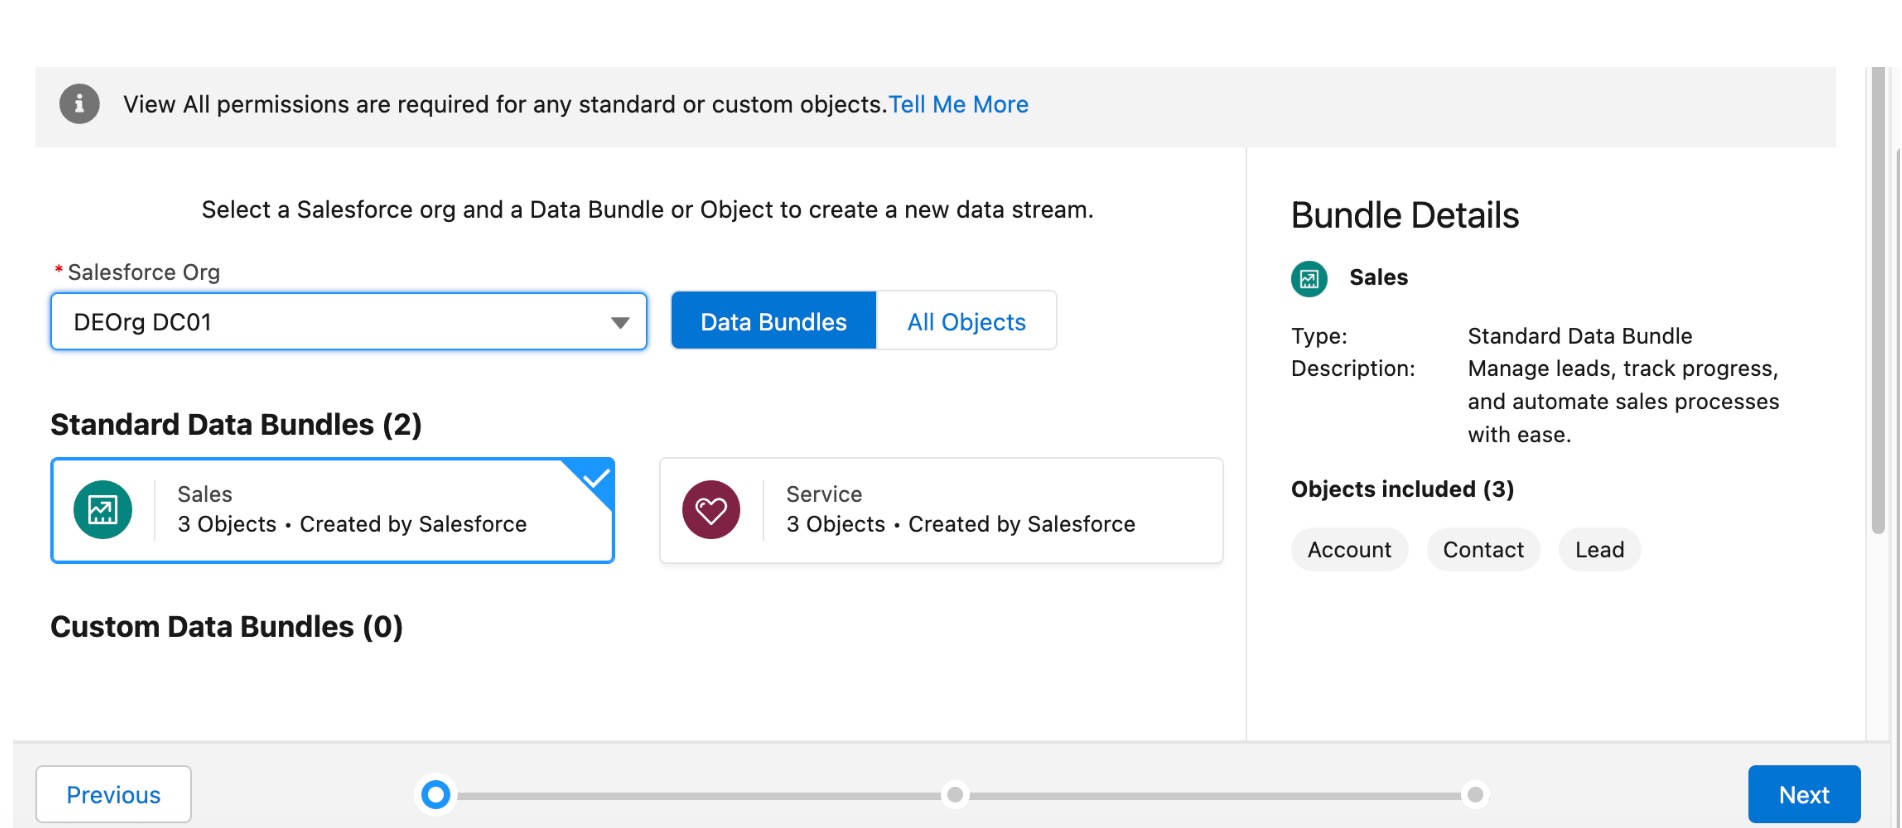 View All permissions are required for any standard or custom objects.Tell Me More
Select a Salesforce org and a Data Bundle or Object to create a new data stream.
* Salesforce Org
DEOrg DC01
Data Bundles
All Objects
Standard Data Bundles (2)
Sales
3 Objects • Created by Salesforce
Service
3 Objects • Created by Salesforce
Custom Data Bundles (0)
Bundle Details
Sales
Type: Standard Data Bundle
Description: Manage leads, track progress,
and automate sales processes
with ease.
Objects included (3)
Account Contact Lead
Previous
Next